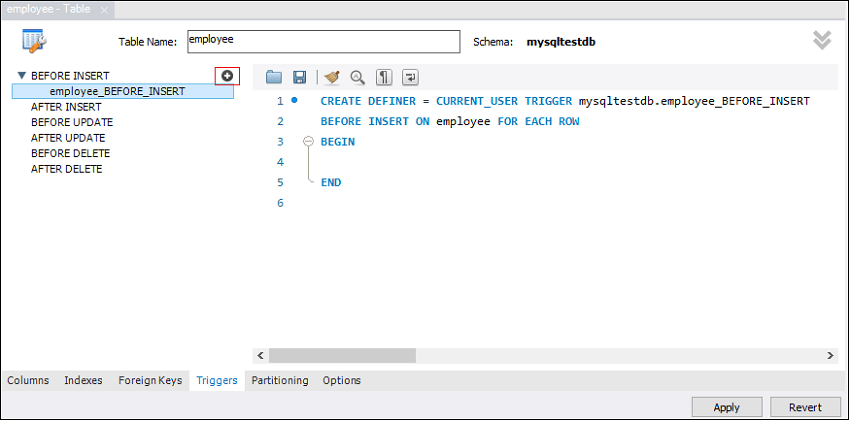 employee - Table
Table Name: employee Schema: mysqltestdb
BEFORE INSERT
employee_BEFORE_INSERT
AFTER INSERT
BEFORE UPDATE
AFTER UPDATE
BEFORE DELETE
AFTER DELETE
1 CREATE DEFINER = CURRENT_USER TRIGGER mysqltestdb.employee_BEFORE_INSERT
2 BEFORE INSERT ON employee FOR EACH ROW
3 BEGIN
4
5 END
6
Columns Indexes Foreign Keys Triggers Partitioning Options
Apply Revert